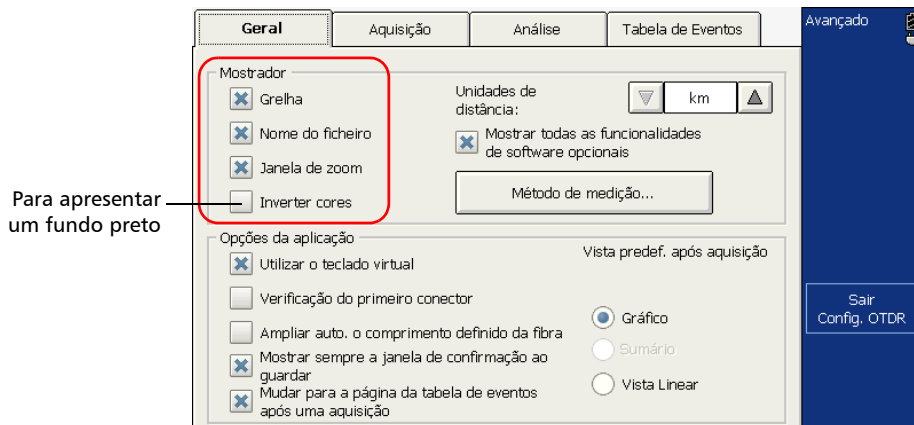 Geral
Aquisição
Análise
Tabela de Eventos
Avançado
Mostrador
Grelha
Nome do ficheiro
Janela de zoom
Inverter cores
Unidades de
distância:
km
Mostrar todas as funcionalidades
de software opcionais
Método de medição...
Para apresentar
um fundo preto
Opções da aplicação
Utilizar o teclado virtual
Verificação do primeiro conector
Ampliar auto. o comprimento definido da fibra
Mostrar sempre a janela de confirmação ao
guardar
Mudar para a página da tabela de eventos
após uma aquisição
Vista predef. após aquisição
Gráfico
Sumário
Vista Linear
Sair
Config. OTDR